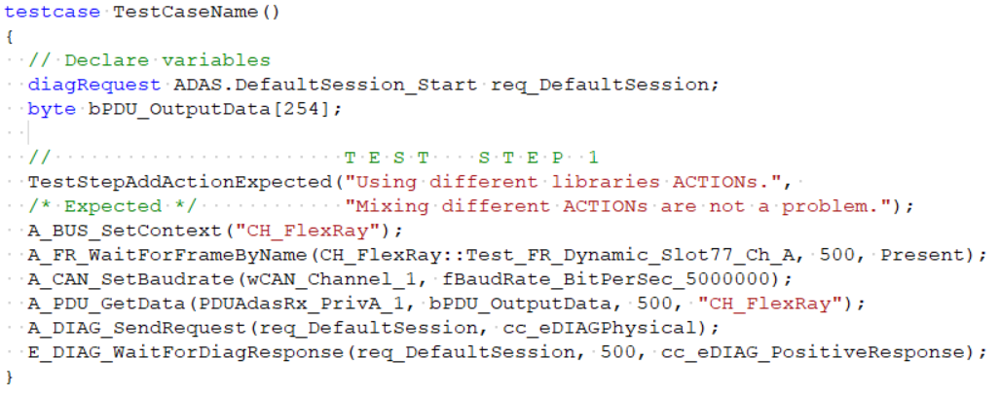 testcase TestCaseName()
{
  // Declare variables
  diagRequest ADAS.DefaultSession_Start req_DefaultSession;
  byte bPDU_OutputData[254];

  //                        T E S T    S T E P  1
  TestStepAddActionExpected("Using different libraries ACTIONs.",
  /* Expected */            "Mixing different ACTIONs are not a problem.");
  A_BUS_SetContext("CH_FlexRay");
  A_FR_WaitForFrameByName(CH_FlexRay::Test_FR_Dynamic_Slot77_Ch_A, 500, Present);
  A_CAN_SetBaudrate(wCAN_Channel_1, fBaudRate_BitPerSec_5000000);
  A_PDU_GetData(PDUAdasRx_PrivA_1, bPDU_OutputData, 500, "CH_FlexRay");
  A_DIAG_SendRequest(req_DefaultSession, cc_eDIAGPhysical);
  E_DIAG_WaitForDiagResponse(req_DefaultSession, 500, cc_eDIAG_PositiveResponse);
}